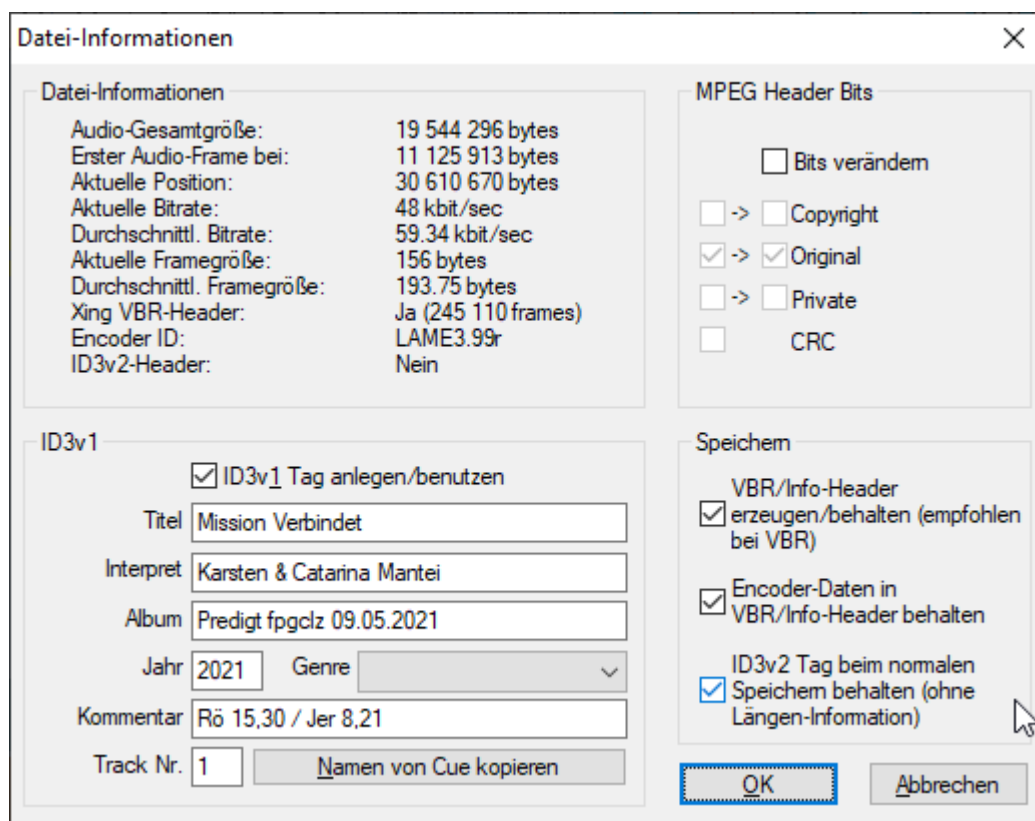 Datei-Informationen
Datei-Informationen
Audio-Gesamtgröße: 19 544 296 bytes
Erster Audio-Frame bei: 11 125 913 bytes
Aktuelle Position: 30 610 670 bytes
Aktuelle Bitrate: 48 kbit/sec
Durchschnittl. Bitrate: 59.34 kbit/sec
Aktuelle Framegröße: 156 bytes
Durchschnittl. Framegröße: 193.75 bytes
Xing VBR-Header: Ja (245 110 frames)
Encoder ID: LAME3.99r
ID3v2-Header: Nein
MPEG Header Bits
Bits verändern
-> Copyright
-> Original
-> Private
CRC
ID3v1
ID3v1 Tag anlegen/benutzen
Titel Mission Verbindet
Interpret Karsten & Catarina Mantei
Album Predigt fpgclz 09.05.2021
Jahr 2021 Genre
Kommentar Rö 15,30 / Jer 8,21
Track Nr. 1 Namen von Cue kopieren
Speichern
VBR/Info-Header
erzeugen/behalten (empfohlen
bei VBR)
Encoder-Daten in
VBR/Info-Header behalten
ID3v2 Tag beim normalen
Speichern behalten (ohne
Längen-Information)
OK Abbrechen